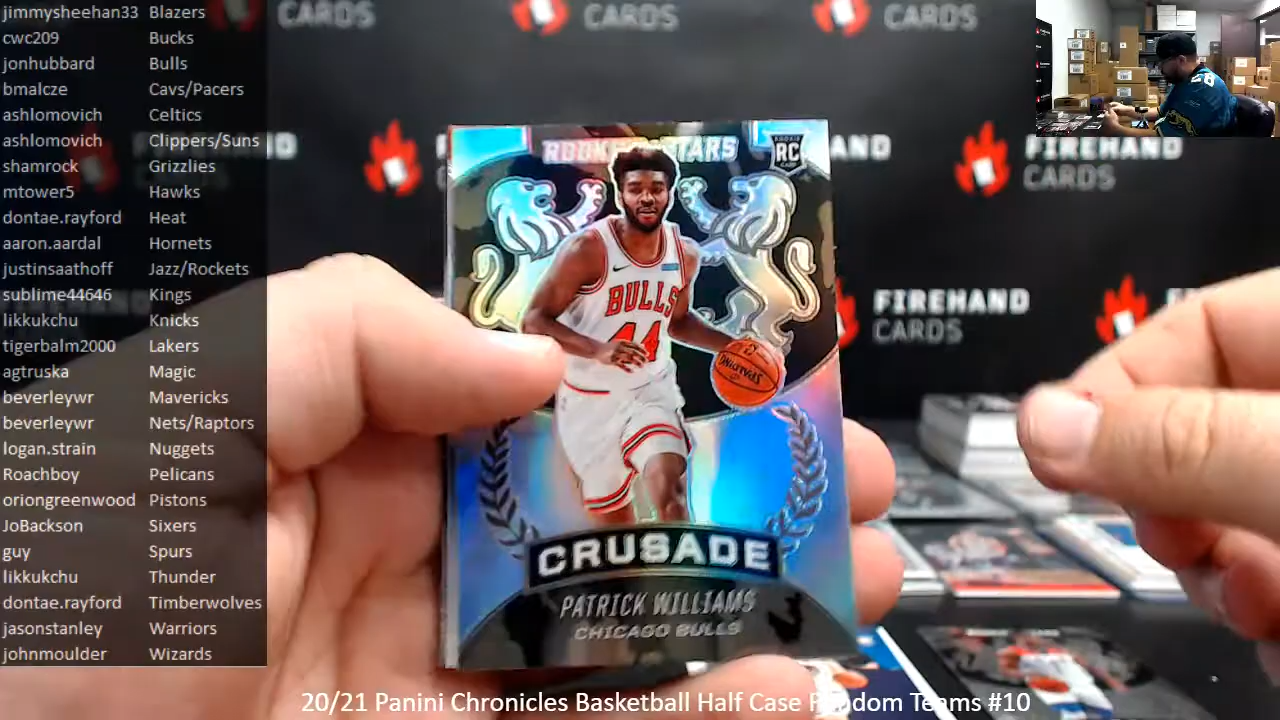 jimmysheehan33 Blazers
cwc209 Bucks
jonhubbard Bulls
bmalcze Cavs/Pacers
ashlomovich Celtics
ashlomovich Clippers/Suns
shamrock Grizzlies
mtower5 Hawks
dontae.rayford Heat
aaron.aardal Hornets
justinsaathoff Jazz/Rockets
sublime44646 Kings
likkukchu Knicks
tigerbalm2000 Lakers
agtruska Magic
beverleywr Mavericks
beverleywr Nets/Raptors
logan.strain Nuggets
Roachboy Pelicans
oriongreenwood Pistons
JoBackson Sixers
guy Spurs
likkukchu Thunder
dontae.rayford Timberwolves
jasonstanley Warriors
johnmoulder Wizards
CARDS
CARDS
CARDS
FIREHAND
CARDS
FIREHAND
CARDS
RC
BULLS
44
SPALDING
CRUSADE
PATRICK WILLIAMS
CHICAGO BULLS
20/21 Panini Chronicles Basketball Half Case Random Teams #10